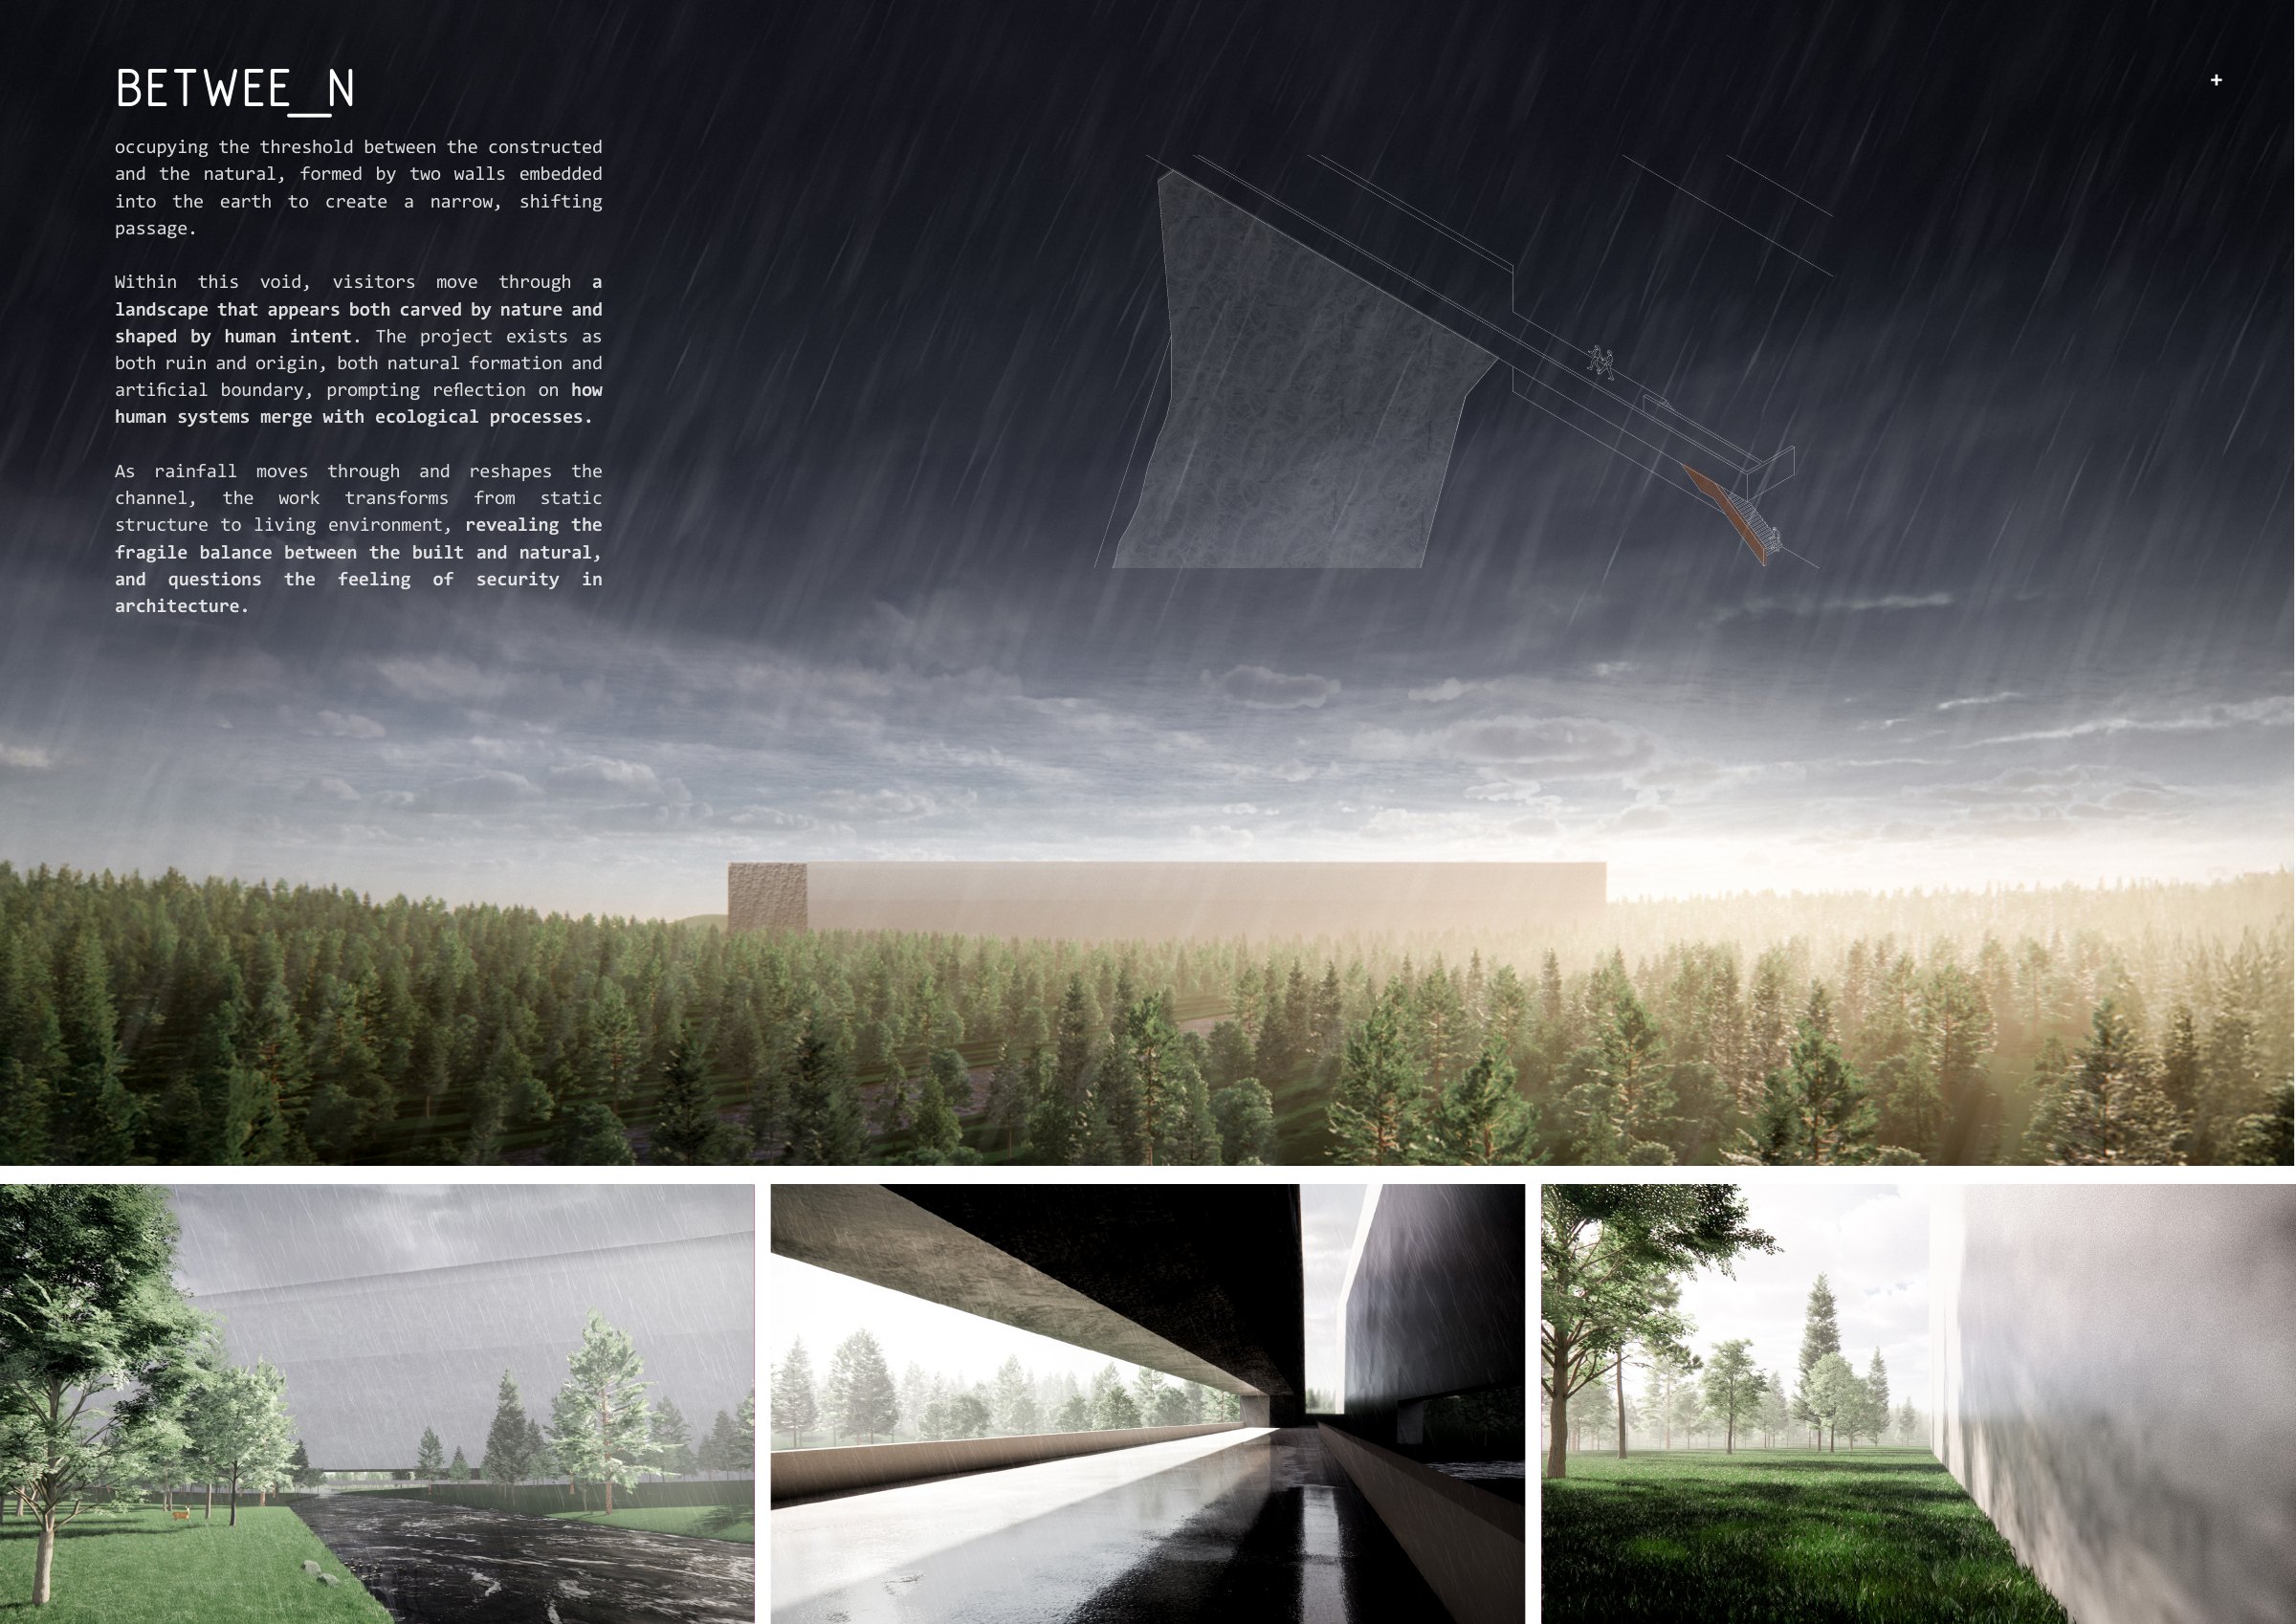 BETWEE_N
occupying the threshold between the constructed
and the natural, formed by two walls embedded
into the earth to create a narrow, shifting
passage.
Within this void, visitors move through a
landscape that appears both carved by nature and
shaped by human intent. The project exists as
both ruin and origin, both natural formation and
artificial boundary, prompting reflection on how
human systems merge with ecological processes.
As rainfall moves through and reshapes the
channel, the work transforms from static
structure to living environment, revealing the
fragile balance between the built and natural,
and questions the feeling of security in
architecture.
+